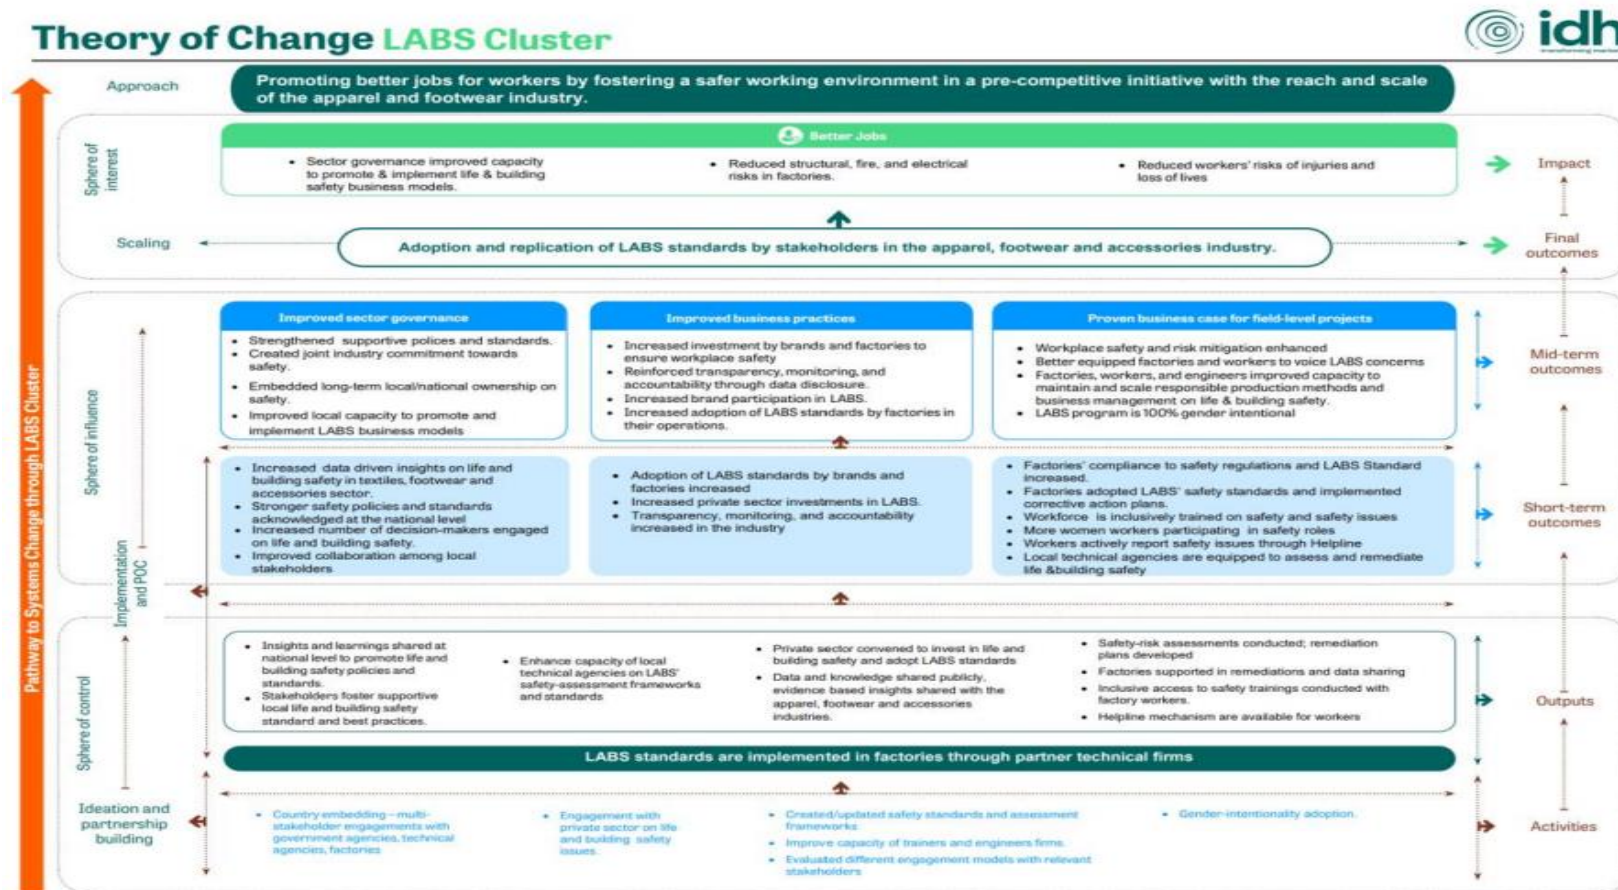 Theory of Change LABS Cluster
idh
Approach
Promoting better jobs for workers by fostering a safer working environment in a pre-competitive initiative with the reach and scale
of the apparel and footwear industry.
Pathway to Systems Change through LABS Cluster
Sphere of
interest
Better Jobs
• Sector governance improved capacity
to promote & implement life & building
safety business models.
• Reduced structural, fire, and electrical
risks in factories.
• Reduced workers' risks of injuries and
loss of lives
Impact
Scaling
Adoption and replication of LABS standards by stakeholders in the apparel, footwear and accessories industry.
Final
outcomes
Sphere of influence
Implementation
and POC
Improved sector governance
• Strengthened supportive polices and standards.
• Created joint industry commitment towards
safety.
• Embedded long-term local/national ownership on
safety.
• Improved local capacity to promote and
implement LABS business models
Improved business practices
• Increased investment by brands and factories to
ensure workplace safety
• Reinforced transparency, monitoring, and
accountability through data disclosure.
• Increased brand participation in LABS.
• Increased adoption of LABS standards by factories in
their operations.
Proven business case for field-level projects
• Workplace safety and risk mitigation enhanced
• Better equipped factories and workers to voice LABS concerns
• Factories, workers, and engineers improved capacity to
maintain and scale responsible production methods and
business management on life & building safety.
• LABS program is 100% gender intentional
Mid-term
outcomes
• Increased data driven insights on life and
building safety in textiles, footwear and
accessories sector.
• Stronger safety policies and standards
acknowledged at the national level
• Increased number of decision-makers engaged
on life and building safety.
• Improved collaboration among local
stakeholders
• Adoption of LABS standards by brands and
factories increased
• Increased private sector investments in LABS.
• Transparency, monitoring, and accountability
increased in the industry
• Factories' compliance to safety regulations and LABS Standard
increased.
• Factories adopted LABS' safety standards and implemented
corrective action plans.
• Workforce is inclusively trained on safety and safety issues
• More women workers participating in safety roles
• Workers actively report safety issues through Helpline
• Local technical agencies are equipped to assess and remediate
life &building safety
Short-term
outcomes
Sphere of control
• Insights and learnings shared at
national level to promote life and
building safety policies and
standards.
• Stakeholders foster supportive
local life and building safety
standard and best practices.
• Enhance capacity of local
technical agencies on LABS'
safety-assessment frameworks
and standards
• Private sector convened to invest in life and
building safety and adopt LABS standards
• Data and knowledge shared publicly,
evidence based insights shared with the
apparel, footwear and accessories
industries.
• Safety-risk assessments conducted; remediation
plans developed
• Factories supported in remediations and data sharing
• Inclusive access to safety trainings conducted with
factory workers.
• Helpline mechanism are available for workers
Outputs
LABS standards are implemented in factories through partner technical firms
Ideation and
partnership
building
• Country embedding – multi-
stakeholder engagements with
government agencies, technical
agencies, factories
• Engagement with
private sector on life
and building safety
issues.
• Created/updated safety standards and assessment
frameworks
• Improve capacity of trainers and engineers firms.
• Evaluated different engagement models with relevant
stakeholders
• Gender-intentionality adoption.
Activities